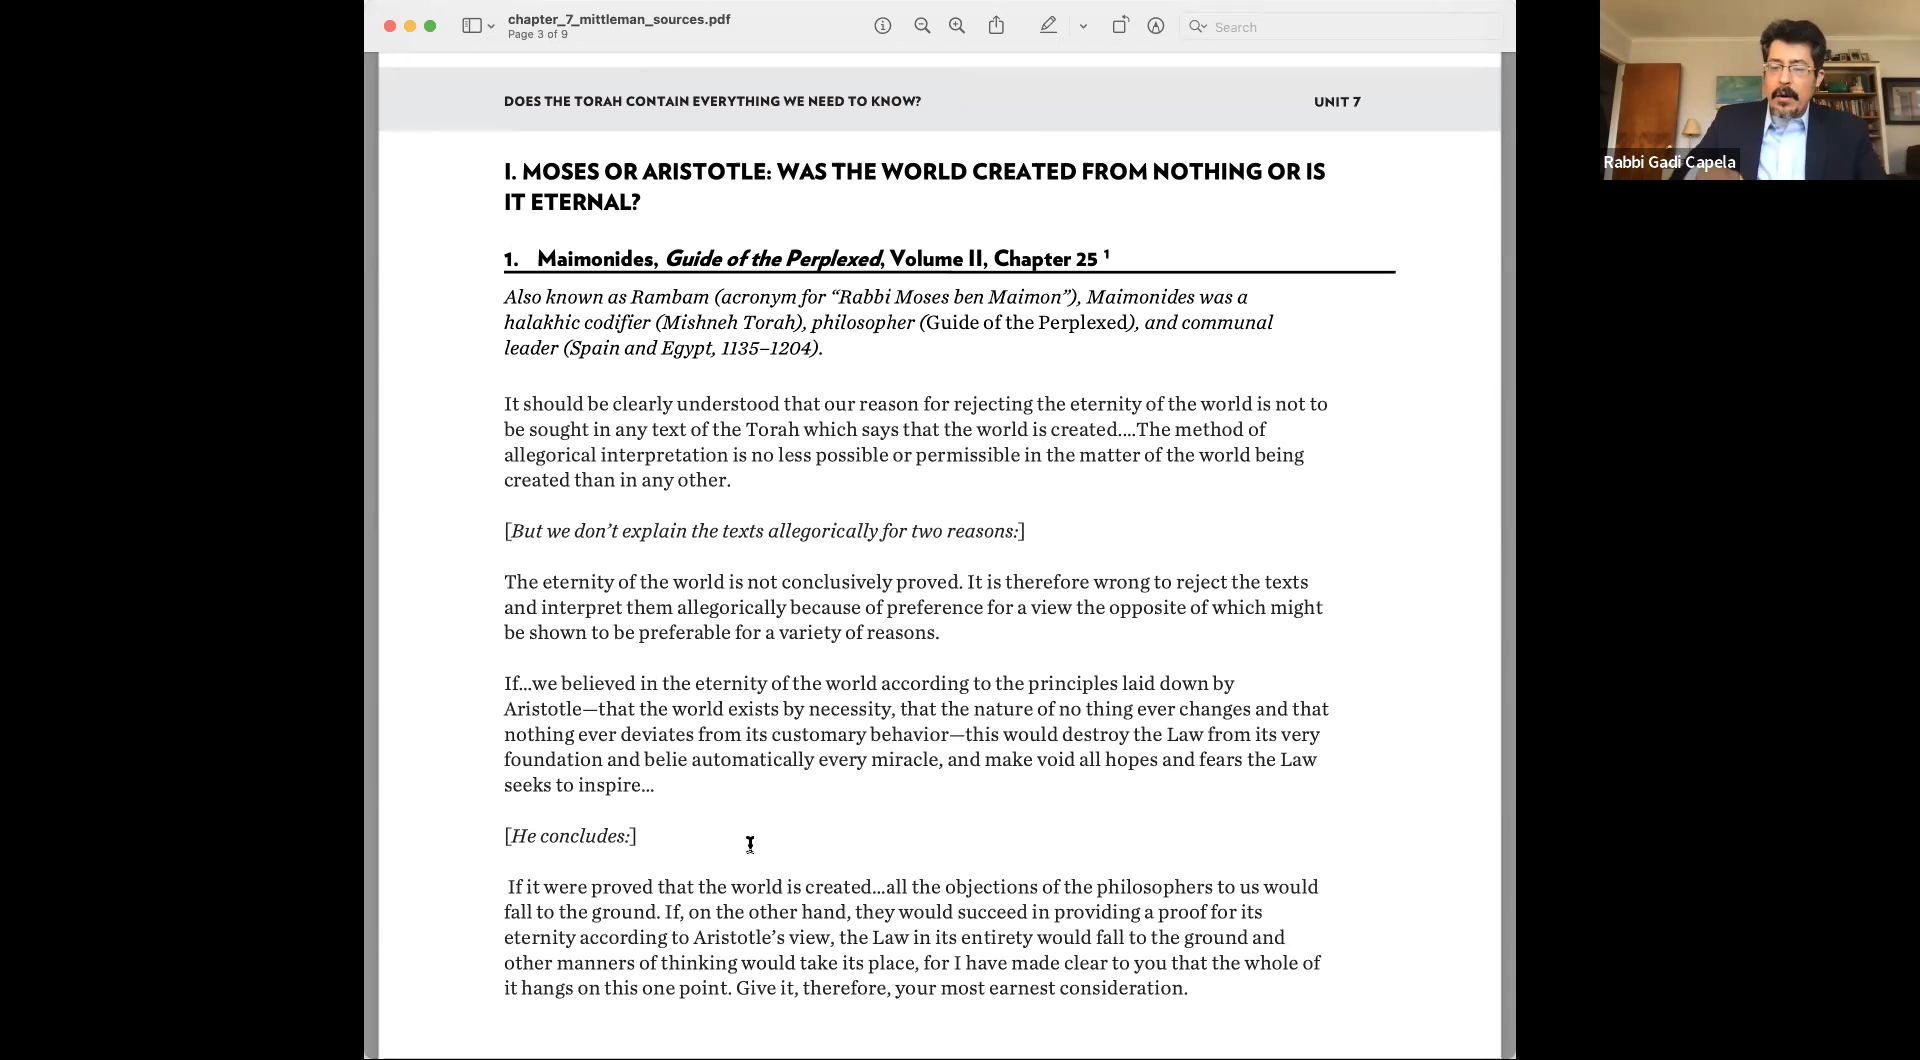 chapter_7_mittleman_sources.pdf
Page 3 of 9
Search
Rabbi Gadi Capela
DOES THE TORAH CONTAIN EVERYTHING WE NEED TO KNOW?
UNIT 7
I. MOSES OR ARISTOTLE: WAS THE WORLD CREATED FROM NOTHING OR IS
IT ETERNAL?
1. Maimonides, Guide of the Perplexed, Volume II, Chapter 25 ¹
Also known as Rambam (acronym for “Rabbi Moses ben Maimon”), Maimonides was a
halakhic codifier (Mishneh Torah), philosopher (Guide of the Perplexed), and communal
leader (Spain and Egypt, 1135–1204).
It should be clearly understood that our reason for rejecting the eternity of the world is not to
be sought in any text of the Torah which says that the world is created....The method of
allegorical interpretation is no less possible or permissible in the matter of the world being
created than in any other.
[But we don’t explain the texts allegorically for two reasons:]
The eternity of the world is not conclusively proved. It is therefore wrong to reject the texts
and interpret them allegorically because of preference for a view the opposite of which might
be shown to be preferable for a variety of reasons.
If...we believed in the eternity of the world according to the principles laid down by
Aristotle—that the world exists by necessity, that the nature of no thing ever changes and that
nothing ever deviates from its customary behavior—this would destroy the Law from its very
foundation and belie automatically every miracle, and make void all hopes and fears the Law
seeks to inspire...
[He concludes:]
If it were proved that the world is created...all the objections of the philosophers to us would
fall to the ground. If, on the other hand, they would succeed in providing a proof for its
eternity according to Aristotle’s view, the Law in its entirety would fall to the ground and
other manners of thinking would take its place, for I have made clear to you that the whole of
it hangs on this one point. Give it, therefore, your most earnest consideration.